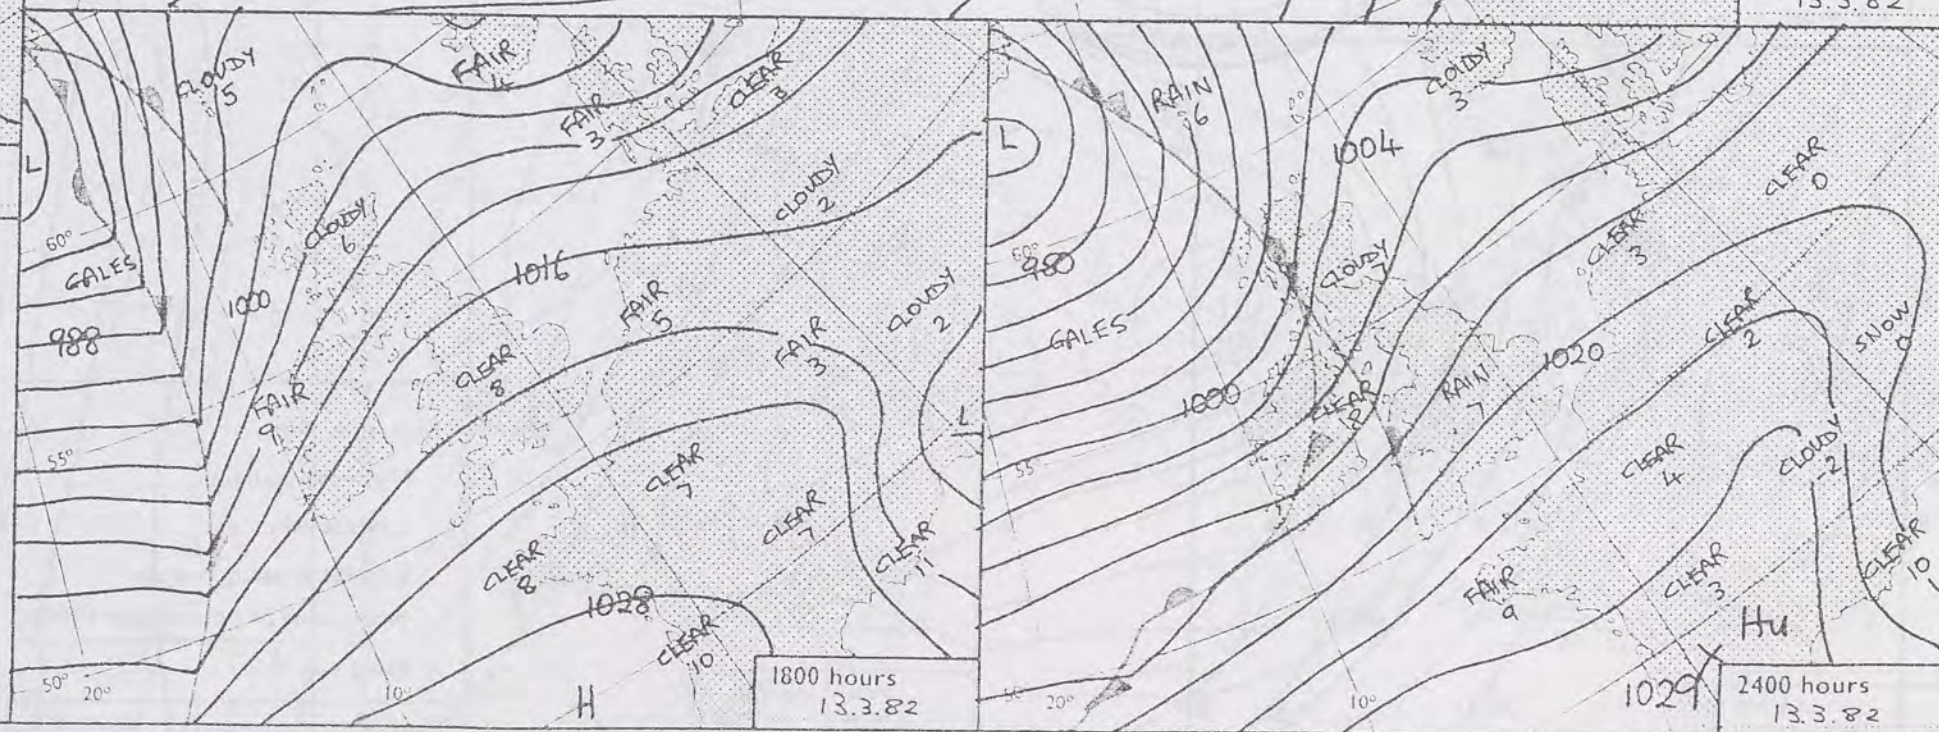 13.3.82
CLOUDY
5
FAIR
4
CLEAR
3
FAIR
3
L
CLOUDY
2
CLOUDY
6
60°
GALES
1016
1000
FAIR
5
CLOUDY
2
988
FAIR
3
CLEAR
8
FAIR
9
L
55°
CLEAR
7
CLEAR
7
CLEAR
11
CLEAR
8
1028
CLEAR
10
50°
20°
10°
H
1800 hours
13.3.82
RAIN
6
CLOUDY
3
L
1004
CLEAR
0
60°
980
CLOUDY
7
CLEAR
3
GALES
CLEAR
2
SNOW
0
1020
1000
RAIN
7
CLEAR
55°
CLEAR
4
CLOUDY
-2
CLEAR
10
FAIR
9
CLEAR
3
Hu
20°
10°
1029
2400 hours
13.3.82